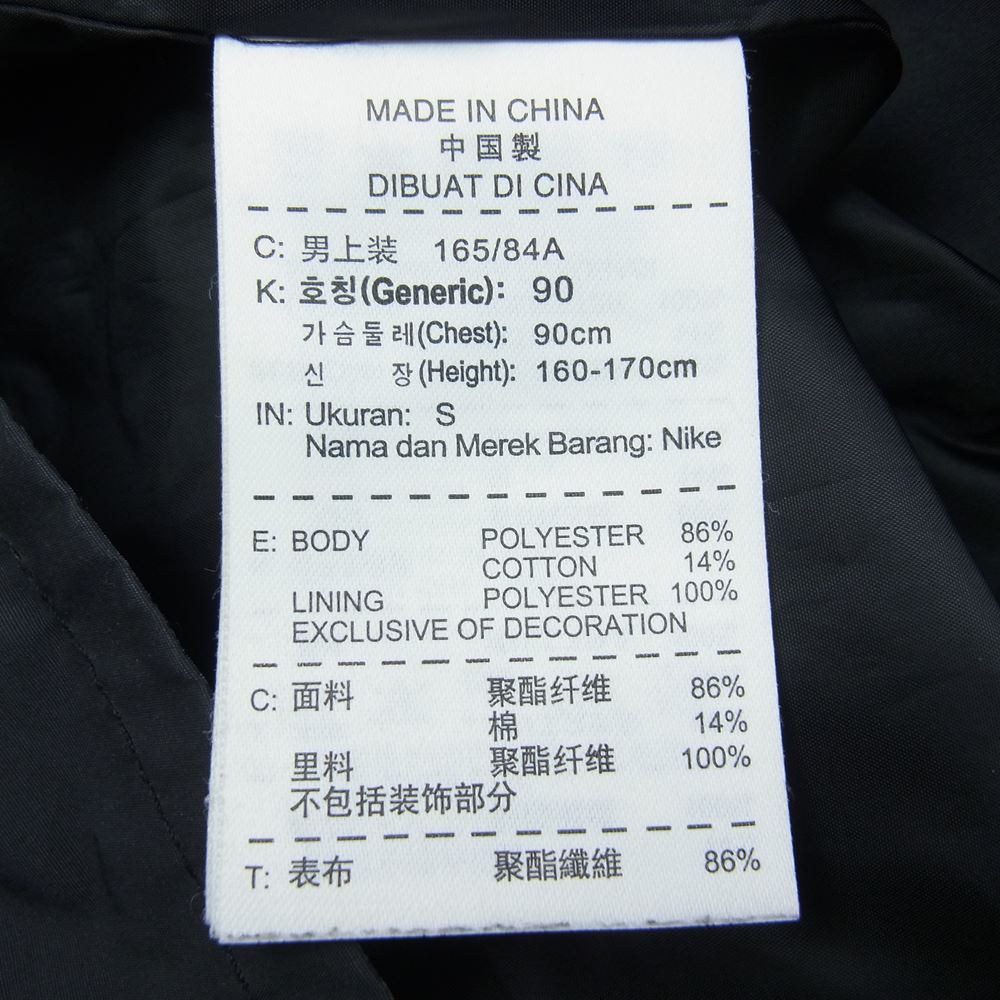 MADE IN CHINA
中国製
DIBUAT DI CINA
C: 男上装 165/84A
K: 호칭(Generic): 90
가슴둘레(Chest): 90cm
신 장(Height): 160-170cm
IN: Ukuran: S
Nama dan Merek Barang: Nike
E: BODY POLYESTER 86%
COTTON 14%
LINING POLYESTER 100%
EXCLUSIVE OF DECORATION
C: 面料 聚酯纤维 86%
棉 14%
里料 聚酯纤维 100%
不包括装饰部分
T: 表布 聚酯纖維 86%